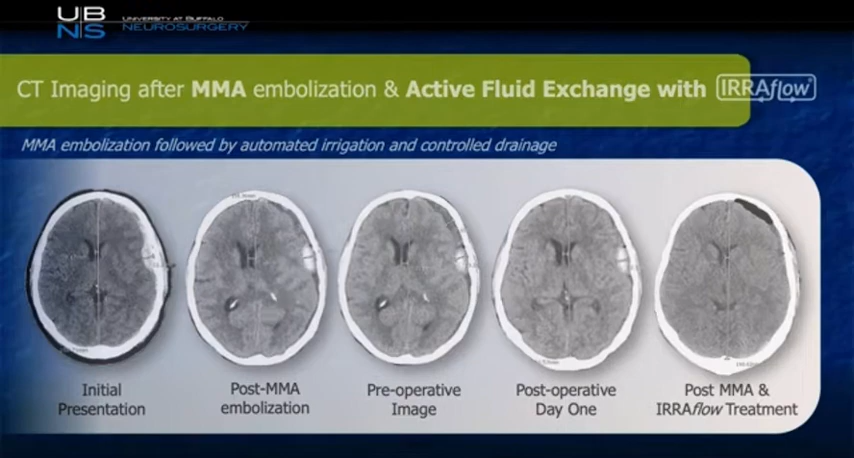 UB
NS
UNIVERSITY AT BUFFALO
NEUROSURGERY
CT Imaging after MMA embolization & Active Fluid Exchange with IRRAflow
MMA embolization followed by automated irrigation and controlled drainage
Initial
Presentation
Post-MMA
embolization
Pre-operative
Image
Post-operative
Day One
Post MMA &
IRRAflow Treatment